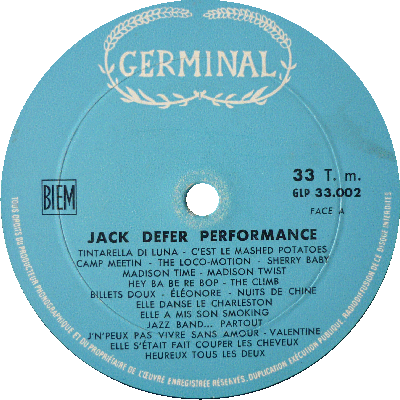 GERMINAL
33 T. m.
GLP 33.002
FACE A
BIEM
JACK DEFER PERFORMANCE
TINTARELLA DI LUNA - C'EST LE MASHED POTATOES
CAMP MEETIN - THE LOCO-MOTION - SHERRY BABY
MADISON TIME - MADISON TWIST
HEY BA BE RE BOP - THE CLIMB
BILLETS DOUX - ÉLÉONORE - NUITS DE CHINE
ELLE DANSE LE CHARLESTON
ELLE A MIS SON SMOKING
JAZZ BAND... PARTOUT
J'N'PEUX PAS VIVRE SANS AMOUR - VALENTINE
ELLE S'ÉTAIT FAIT COUPER LES CHEVEUX
HEUREUX TOUS LES DEUX
TOUS DROITS DU PRODUCTEUR PHONOGRAPHIQUE ET DU PROPRIÉTAIRE DE L'ŒUVRE ENREGISTRÉE RÉSERVÉS. DUPLICATION EXÉCUTION PUBLIQUE, RADIODIFFUSION DE CE DISQUE INTERDITES